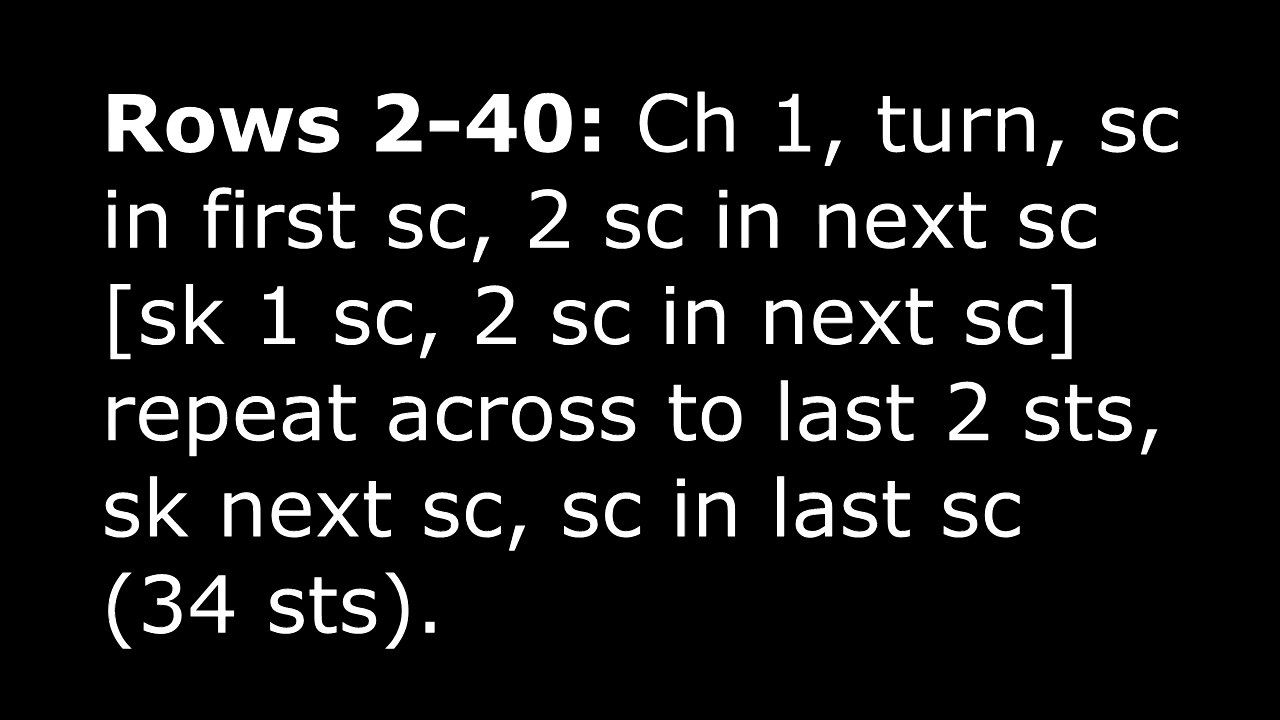 Rows 2-40: Ch 1, turn, sc
in first sc, 2 sc in next sc
[sk 1 sc, 2 sc in next sc]
repeat across to last 2 sts,
sk next sc, sc in last sc
(34 sts).